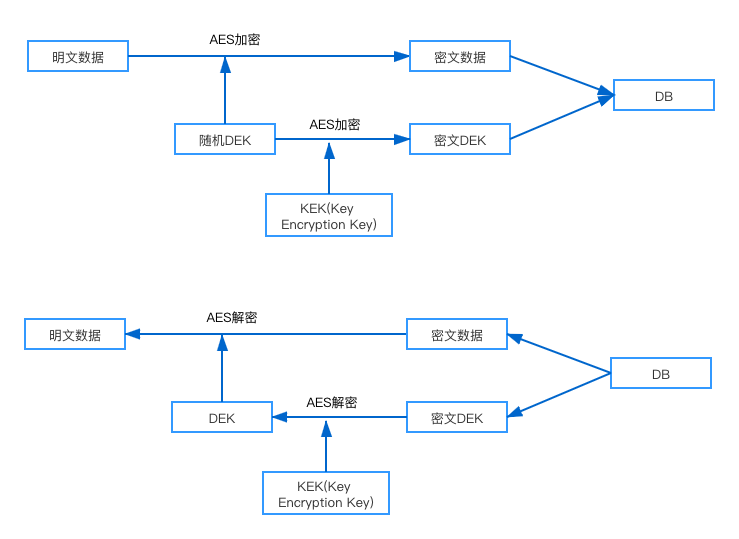 AES加密
明文数据
密文数据
DB
AES加密
随机DEK
密文DEK
KEK(Key
Encryption Key)
AES解密
明文数据
密文数据
DB
AES解密
DEK
密文DEK
KEK(Key
Encryption Key)